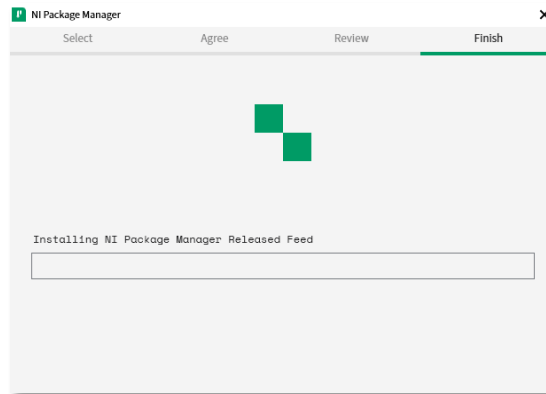 NI Package Manager
Select Agree Review Finish
Installing NI Package Manager Released Feed